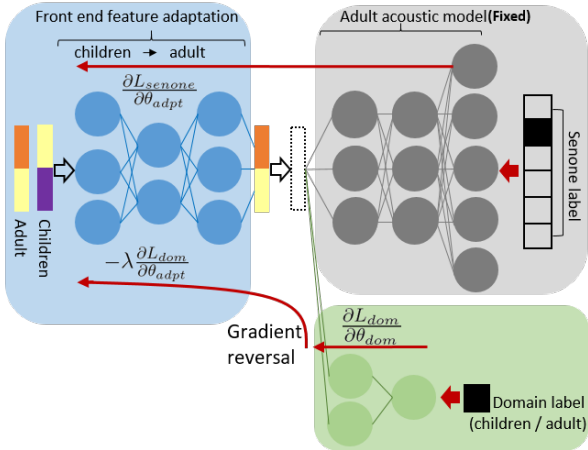 Front end feature adaptation
children → adult
∂L_senone / ∂θ_adpt
Adult
Children
−λ ∂L_dom / ∂θ_adpt
Gradient
reversal
Adult acoustic model(Fixed)
Senone label
∂L_dom / ∂θ_dom
Domain label
(children / adult)